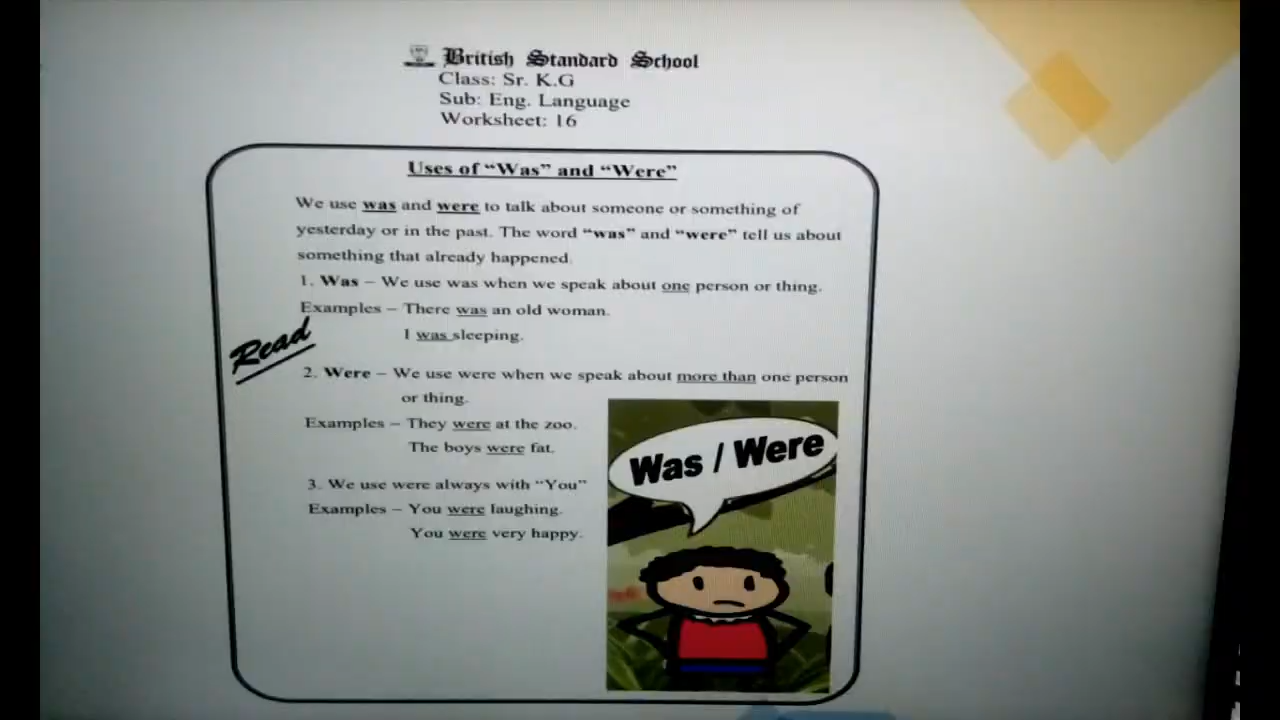 British Standard School
Class: Sr. K.G
Sub: Eng. Language
Worksheet: 16
Uses of “Was” and “Were”
We use was and were to talk about someone or something of
yesterday or in the past. The word “was” and “were” tell us about
something that already happened.
1. Was – We use was when we speak about one person or thing.
Examples – There was an old woman.
I was sleeping.
Read
2. Were – We use were when we speak about more than one person
or thing.
Examples – They were at the zoo.
The boys were fat.
Was / Were
3. We use were always with “You”
Examples – You were laughing.
You were very happy.